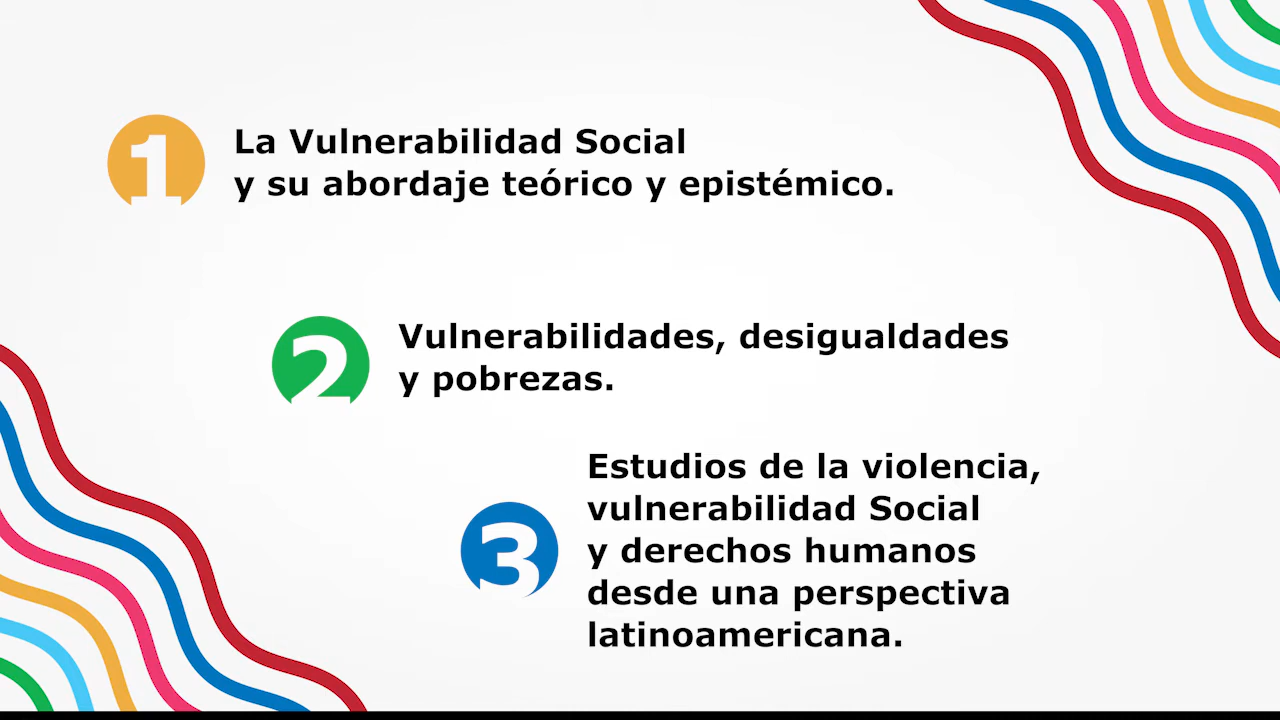 1
La Vulnerabilidad Social
y su abordaje teórico y epistémico.
2
Vulnerabilidades, desigualdades
y pobrezas.
3
Estudios de la violencia,
vulnerabilidad Social
y derechos humanos
desde una perspectiva
latinoamericana.